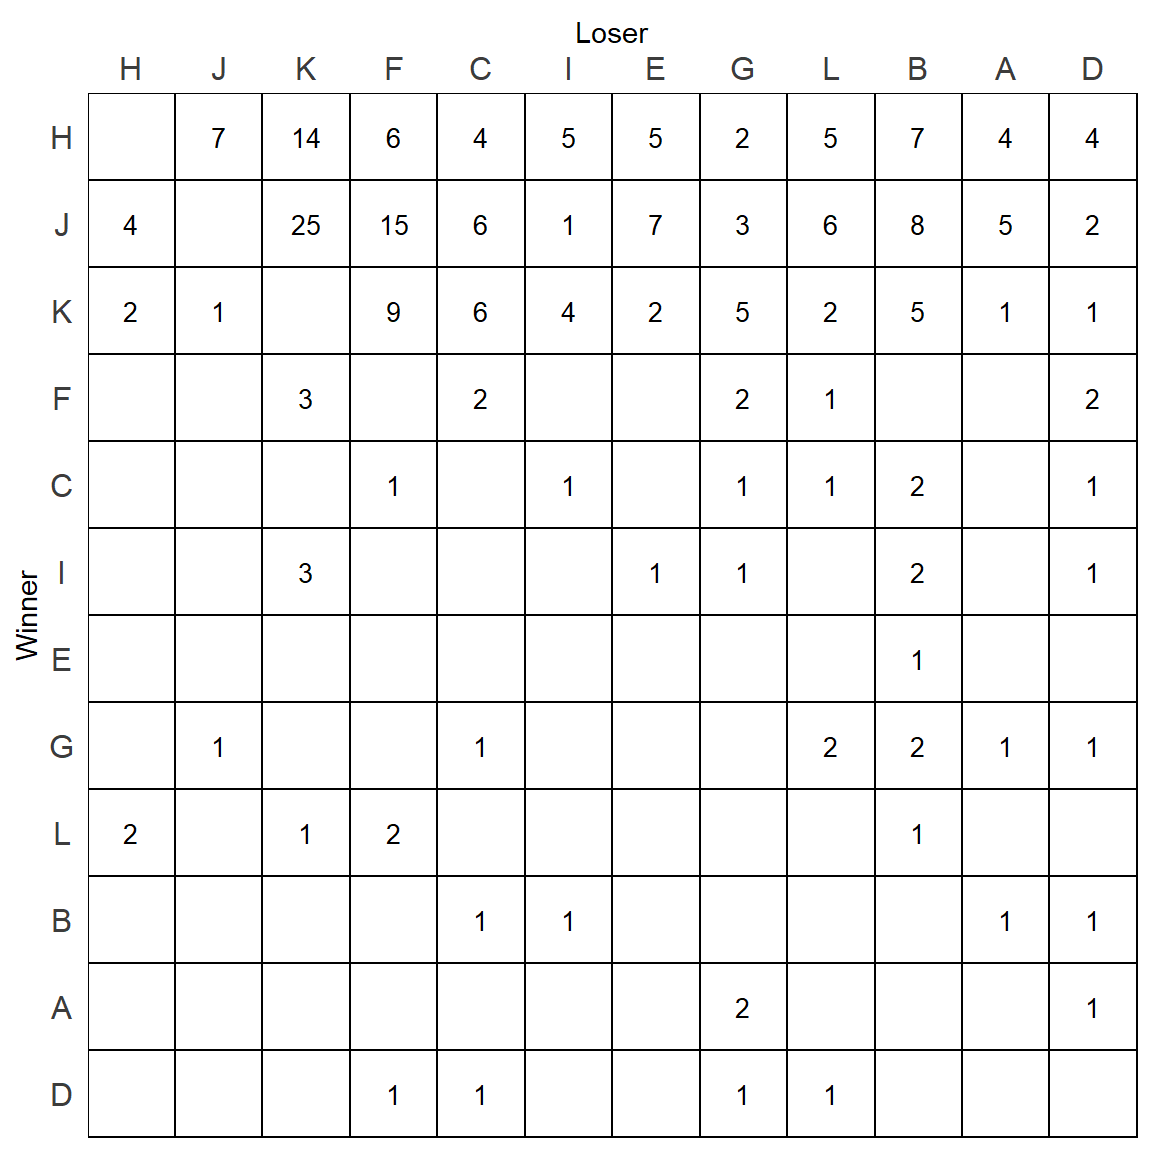 Loser
H J K F C I E G L B A D
H 7 14 6 4 5 5 2 5 7 4 4
J 4 25 15 6 1 7 3 6 8 5 2
K 2 1 9 6 4 2 5 2 5 1 1
F 3 2 2 1 2
C 1 1 1 1 2 1
I 3 1 1 2 1
E 1
G 1 1 2 2 1 1
L 2 1 2 1
B 1 1 1 1
A 2 1
D 1 1 1 1
Winner